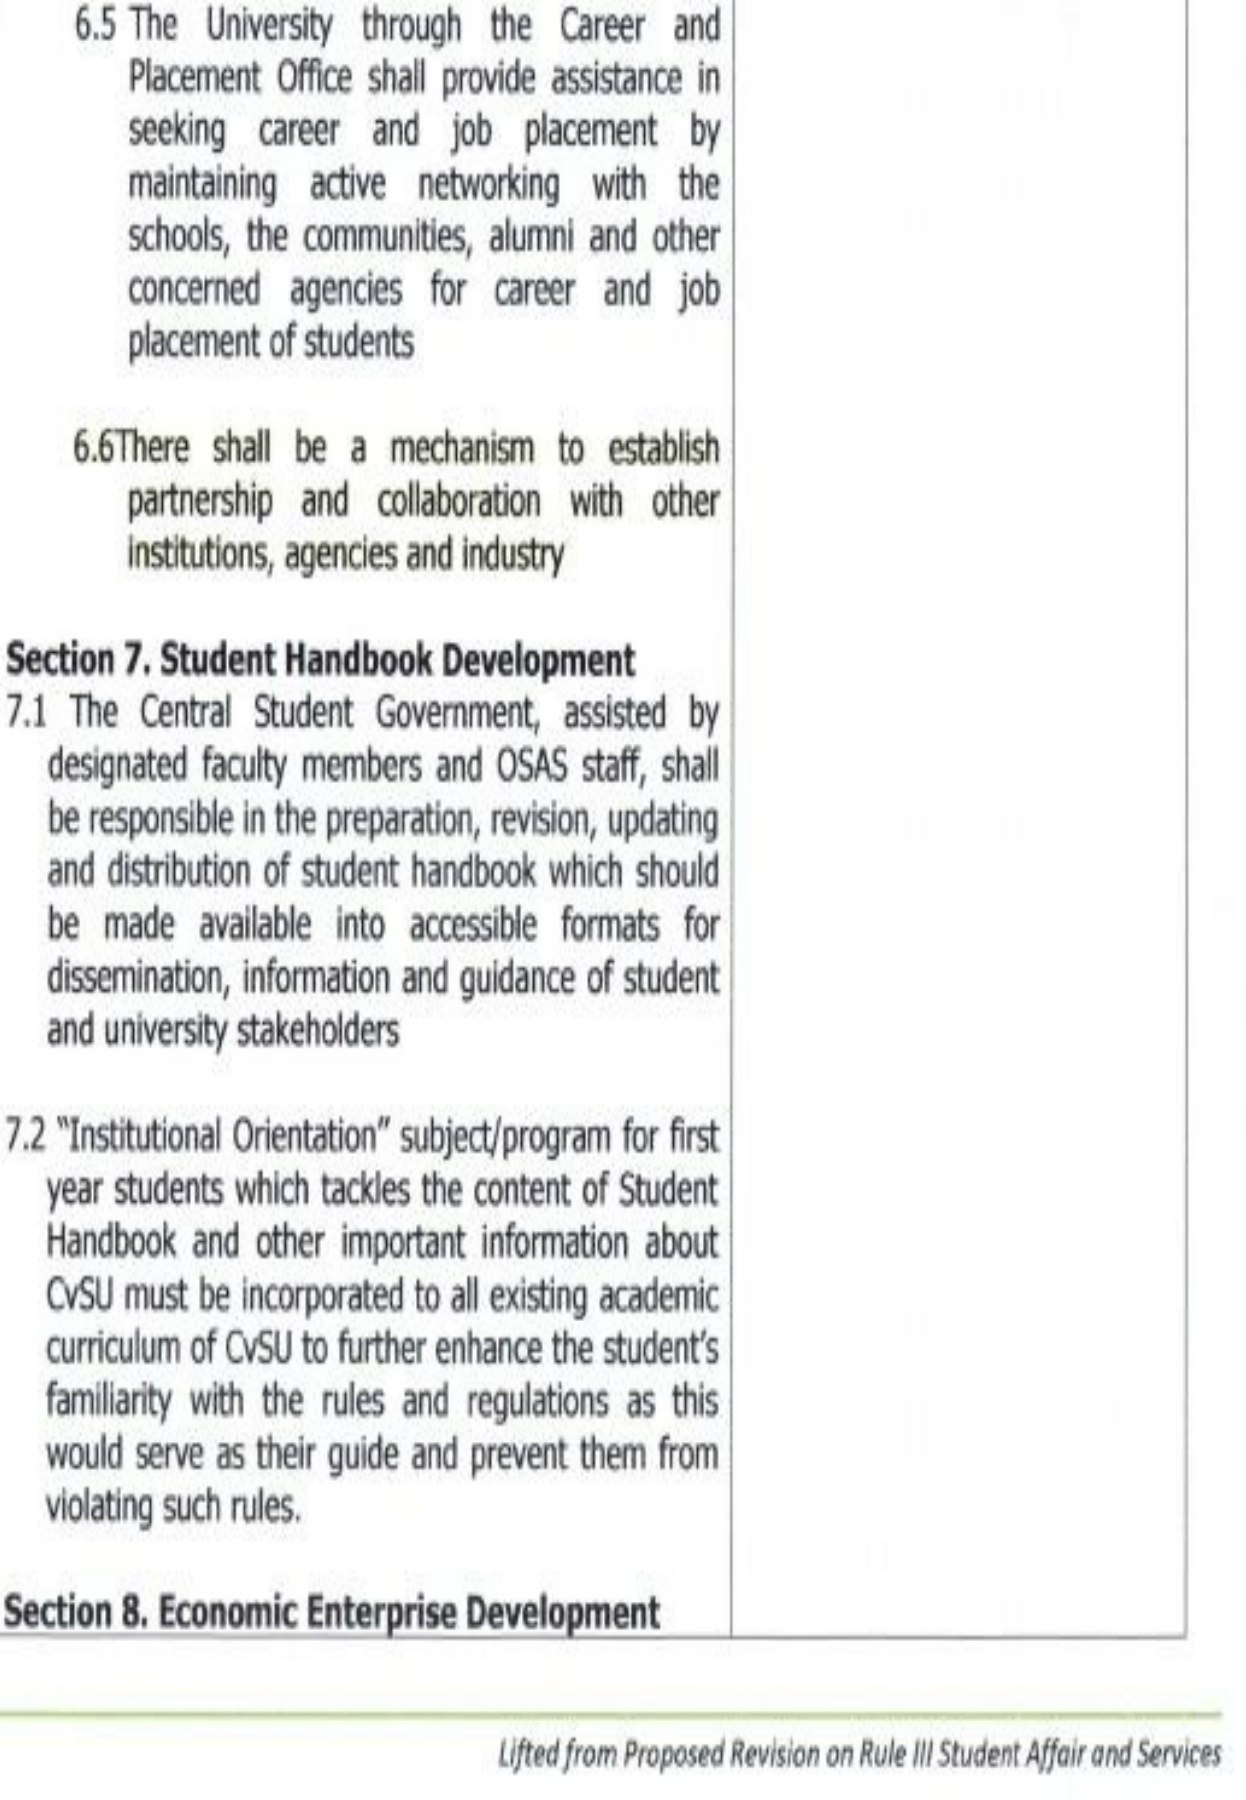 6.5 The University through the Career and
Placement Office shall provide assistance in
seeking career and job placement by
maintaining active networking with the
schools, the communities, alumni and other
concerned agencies for career and job
placement of students
6.6There shall be a mechanism to establish
partnership and collaboration with other
institutions, agencies and industry
Section 7. Student Handbook Development
7.1 The Central Student Government, assisted by
designated faculty members and OSAS staff, shall
be responsible in the preparation, revision, updating
and distribution of student handbook which should
be made available into accessible formats for
dissemination, information and guidance of student
and university stakeholders
7.2 “Institutional Orientation” subject/program for first
year students which tackles the content of Student
Handbook and other important information about
CvSU must be incorporated to all existing academic
curriculum of CvSU to further enhance the student’s
familiarity with the rules and regulations as this
would serve as their guide and prevent them from
violating such rules.
Section 8. Economic Enterprise Development
Lifted from Proposed Revision on Rule III Student Affair and Services